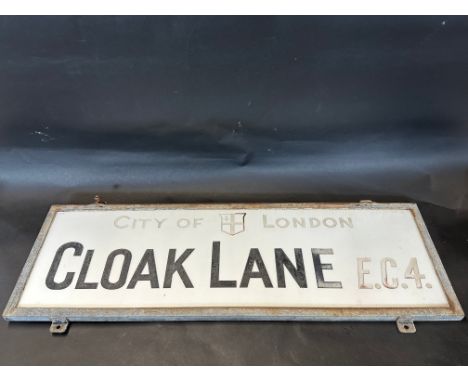 CITY OF LONDON
CLOAK LANE E.C.4.